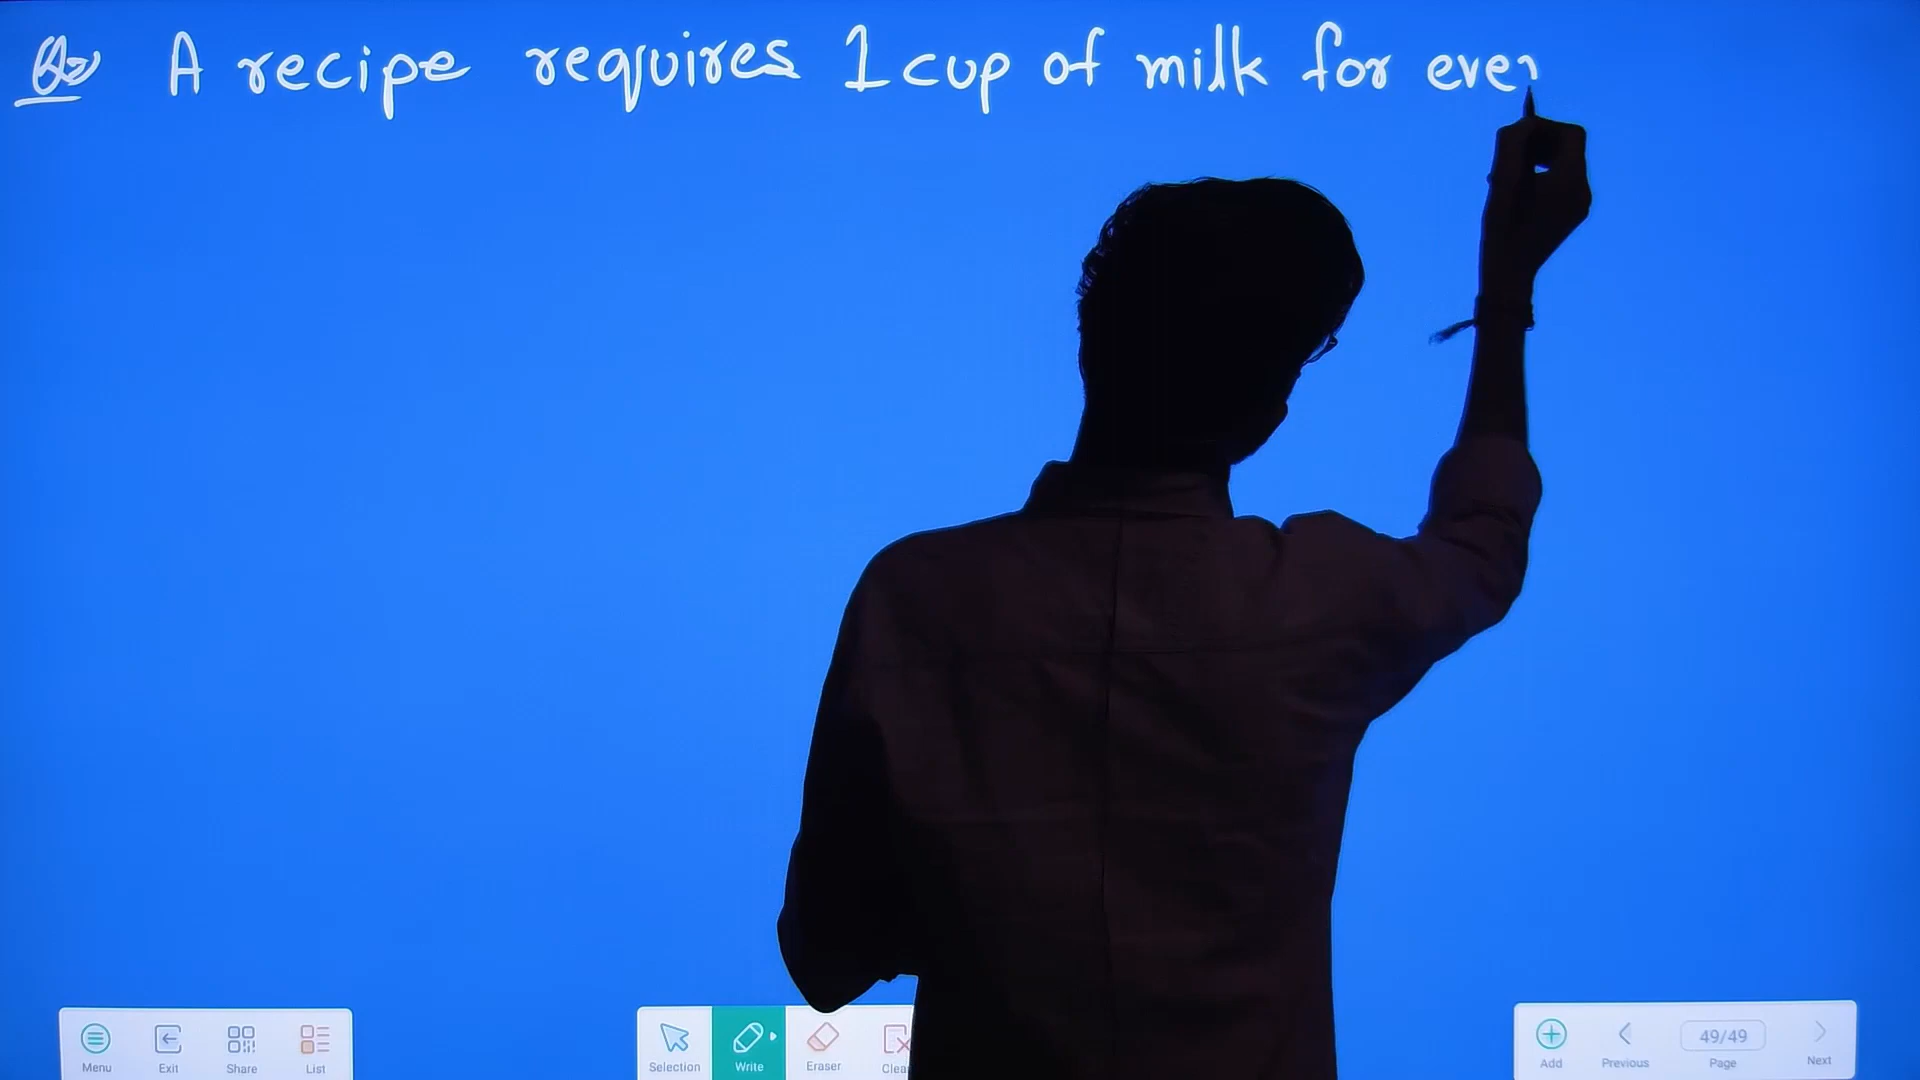 Q. A recipe requires 1 cup of milk for ever
Menu Exit Share List Selection Write Eraser Clear Add Previous 49/49 Page Next